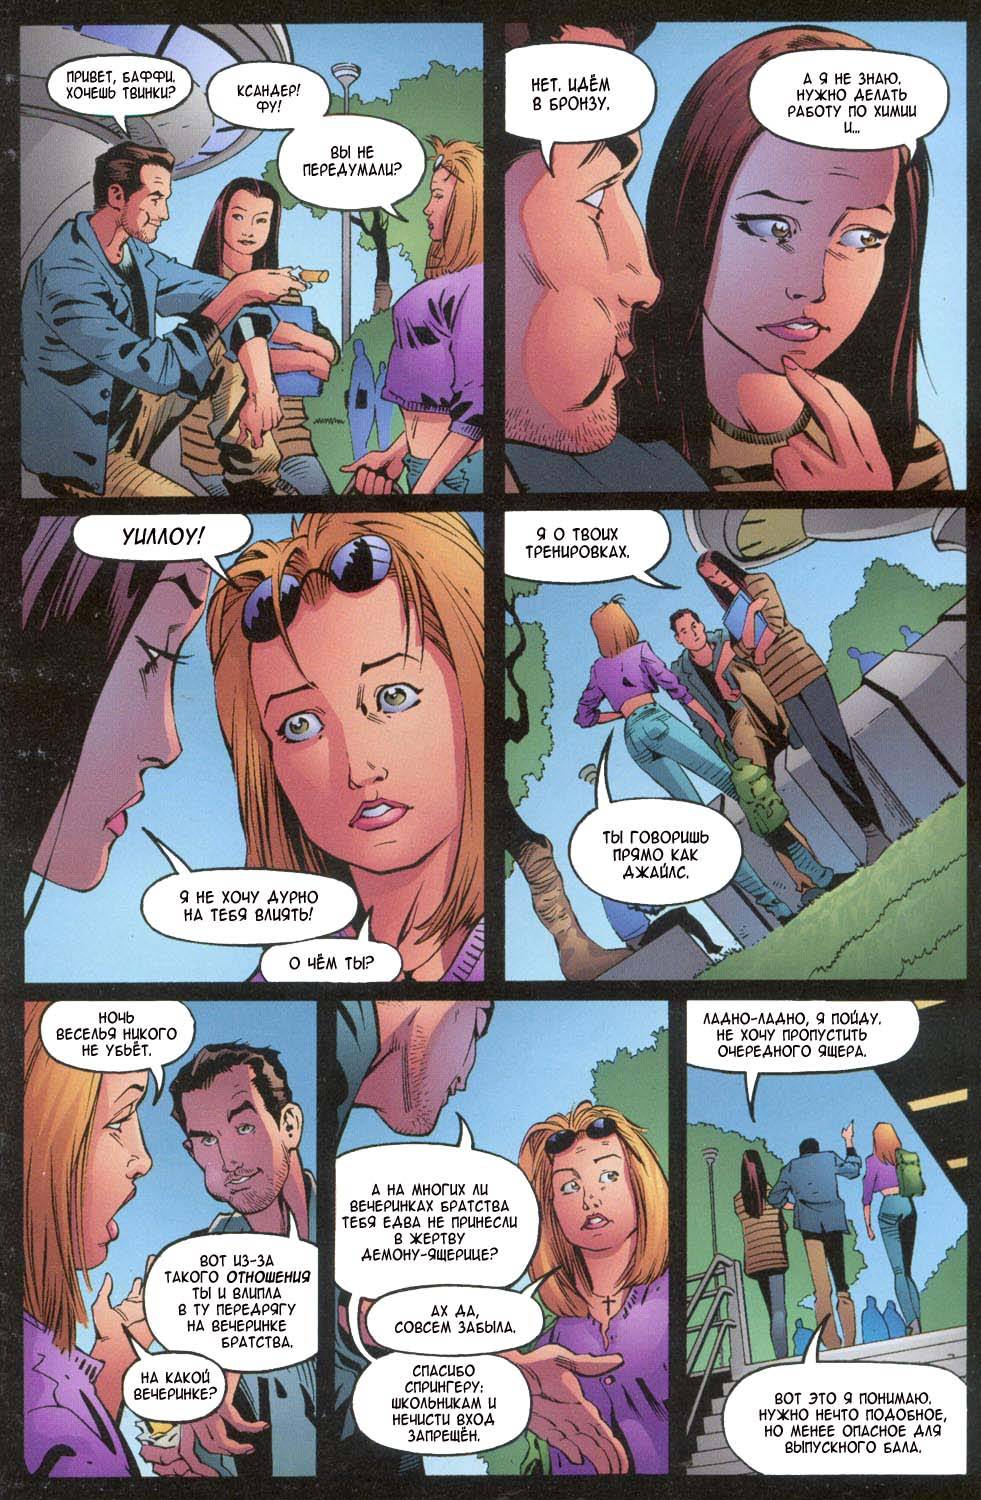 ПРИВЕТ, БАФФИ.
ХОЧЕШЬ ТВИНКИ?
КСАНДЕР!
ФУ!
ВЫ НЕ
ПЕРЕДУМАЛИ?
НЕТ. ИДЁМ
В БРОНЗУ.
А Я НЕ ЗНАЮ.
НУЖНО ДЕЛАТЬ
РАБОТУ ПО ХИМИИ
И...
УИЛЛОУ!
Я НЕ ХОЧУ ДУРНО
НА ТЕБЯ ВЛИЯТЬ!
О ЧЁМ ТЫ?
Я О ТВОИХ
ТРЕНИРОВКАХ.
ТЫ ГОВОРИШЬ
ПРЯМО КАК
ДЖАЙЛС.
НОЧЬ
ВЕСЕЛЬЯ НИКОГО
НЕ УБЬЁТ.
ВОТ ИЗ-ЗА
ТАКОГО ОТНОШЕНИЯ
ТЫ И ВЛИПЛА
В ТУ ПЕРЕДРЯГУ
НА ВЕЧЕРИНКЕ
БРАТСТВА.
НА КАКОЙ
ВЕЧЕРИНКЕ?
А НА МНОГИХ ЛИ
ВЕЧЕРИНКАХ БРАТСТВА
ТЕБЯ ЕДВА НЕ ПРИНЕСЛИ
В ЖЕРТВУ
ДЕМОНУ-ЯЩЕРИЦЕ?
АХ ДА,
СОВСЕМ ЗАБЫЛА.
СПАСИБО
СПРИНГЕРУ:
ШКОЛЬНИКАМ И
НЕЧИСТИ ВХОД
ЗАПРЕЩЁН.
ЛАДНО-ЛАДНО, Я ПОЙДУ.
НЕ ХОЧУ ПРОПУСТИТЬ
ОЧЕРЕДНОГО ЯЩЕРА.
ВОТ ЭТО Я ПОНИМАЮ.
НУЖНО НЕЧТО ПОДОБНОЕ,
НО МЕНЕЕ ОПАСНОЕ ДЛЯ
ВЫПУСКНОГО БАЛА.